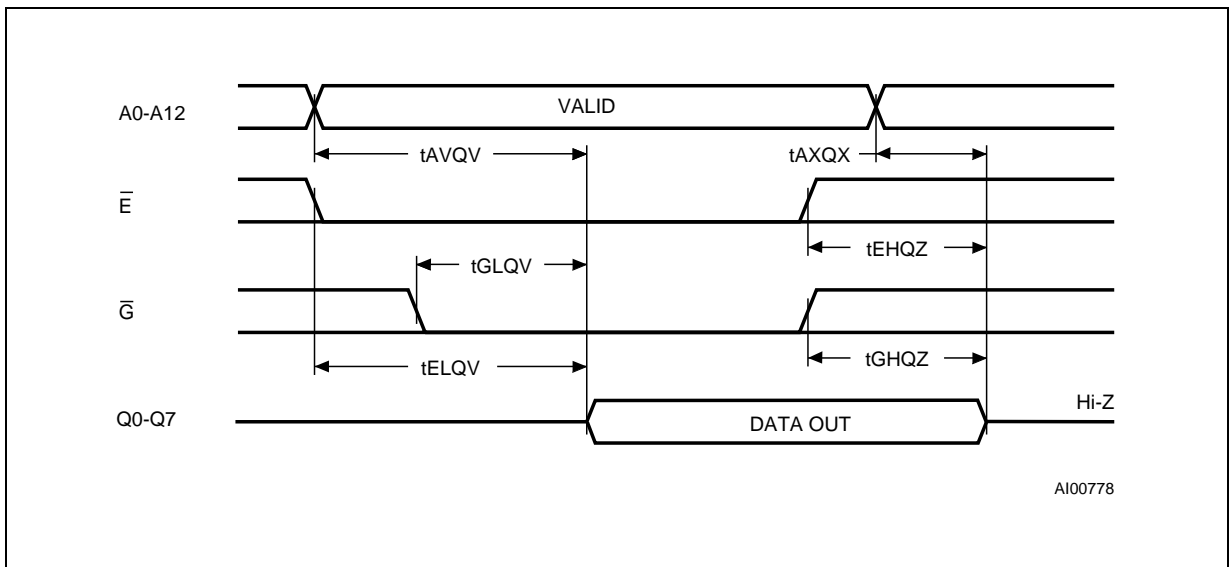 A0-A12
VALID
tAVQV
tAXQX
E̅
tEHQZ
tGLQV
G̅
tGHQZ
tELQV
Hi-Z
Q0-Q7
DATA OUT
AI00778